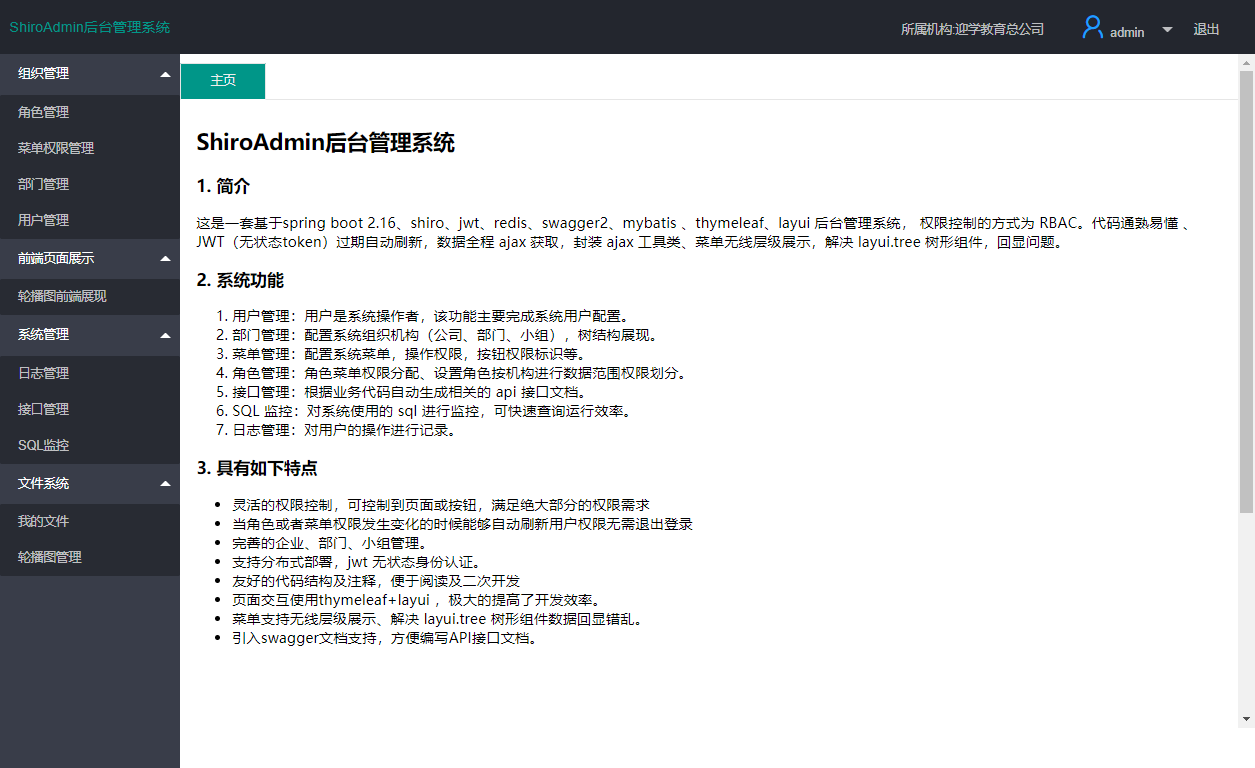 ShiroAdmin后台管理系统
所属机构:迎学教育总公司
admin
退出
组织管理
角色管理
菜单权限管理
部门管理
用户管理
前端页面展示
轮播图前端展现
系统管理
日志管理
接口管理
SQL监控
文件系统
我的文件
轮播图管理
主页
ShiroAdmin后台管理系统
1. 简介
这是一套基于spring boot 2.16、shiro、jwt、redis、swagger2、mybatis 、thymeleaf、layui 后台管理系统， 权限控制的方式为 RBAC。代码通熟易懂 、
JWT（无状态token）过期自动刷新，数据全程 ajax 获取，封装 ajax 工具类、菜单无线层级展示，解决 layui.tree 树形组件，回显问题。
2. 系统功能
1. 用户管理：用户是系统操作者，该功能主要完成系统用户配置。
2. 部门管理：配置系统组织机构（公司、部门、小组），树结构展现。
3. 菜单管理：配置系统菜单，操作权限，按钮权限标识等。
4. 角色管理：角色菜单权限分配、设置角色按机构进行数据范围权限划分。
5. 接口管理：根据业务代码自动生成相关的 api 接口文档。
6. SQL 监控：对系统使用的 sql 进行监控，可快速查询运行效率。
7. 日志管理：对用户的操作进行记录。
3. 具有如下特点
• 灵活的权限控制，可控制到页面或按钮，满足绝大部分的权限需求
• 当角色或者菜单权限发生变化的时候能够自动刷新用户权限无需退出登录
• 完善的企业、部门、小组管理。
• 支持分布式部署，jwt 无状态身份认证。
• 友好的代码结构及注释，便于阅读及二次开发
• 页面交互使用thymeleaf+layui ，极大的提高了开发效率。
• 菜单支持无线层级展示、解决 layui.tree 树形组件数据回显错乱。
• 引入swagger文档支持，方便编写API接口文档。